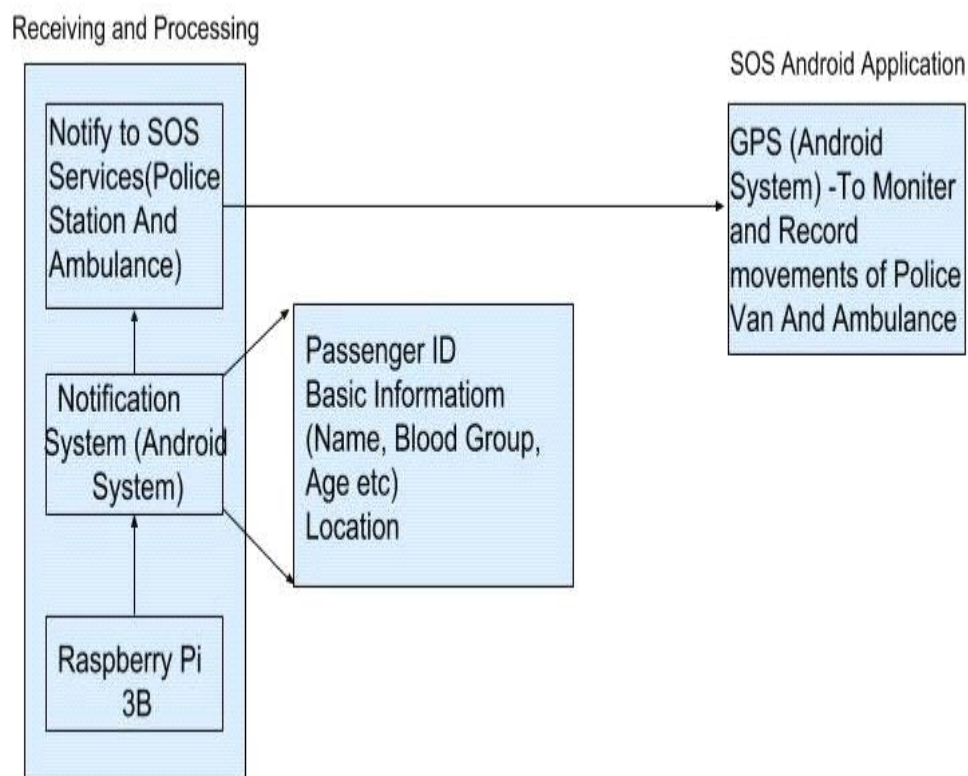 Receiving and Processing
Notify to SOS
Services(Police
Station And
Ambulance)
Notification
System (Android
System)
Raspberry Pi
3B
Passenger ID
Basic Informatiom
(Name, Blood Group,
Age etc)
Location
SOS Android Application
GPS (Android
System) -To Moniter
and Record
movements of Police
Van And Ambulance